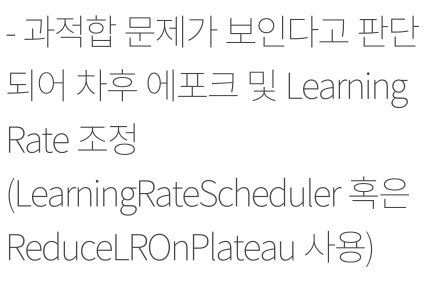 - 과적합 문제가 보인다고 판단
되어 차후 에포크 및 Learning
Rate 조정
(LearningRateScheduler 혹은
ReduceLROnPlateau 사용)